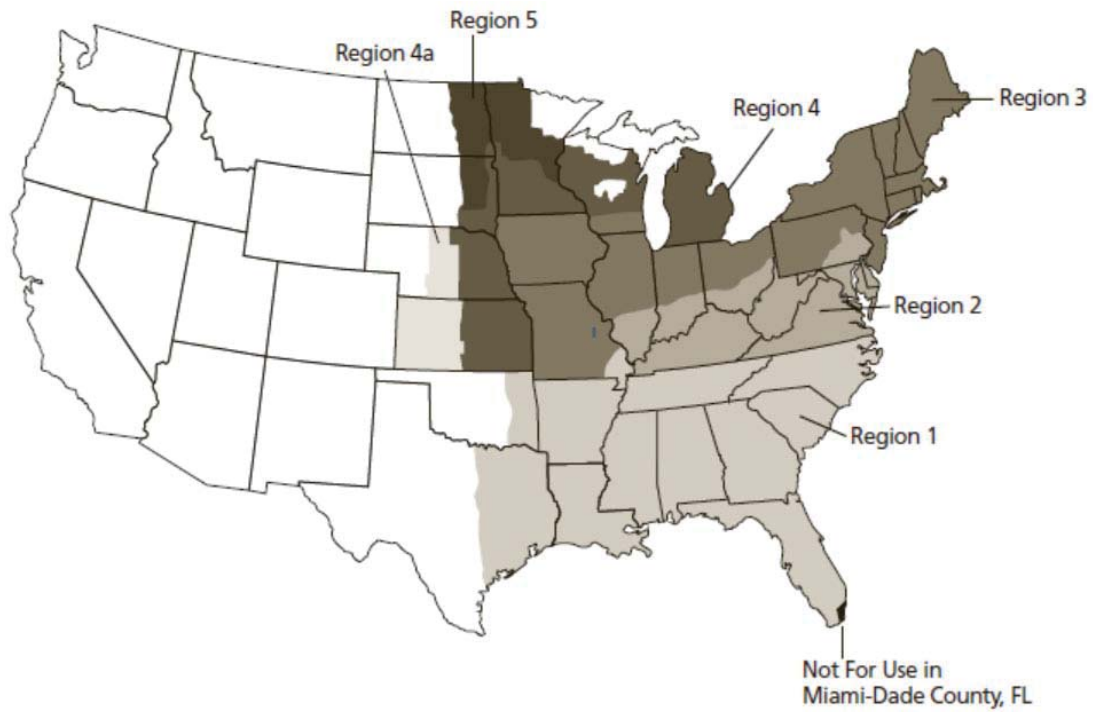 Region 5
Region 4a
Region 4
Region 3
Region 2
Region 1
Not For Use in
Miami-Dade County, FL